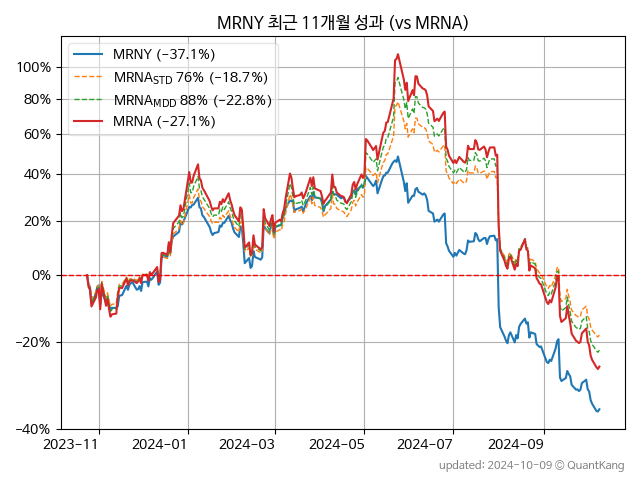 MRNY 최근 11개월 성과 (vs MRNA)
MRNY (−37.1%)
MRNA_STD 76% (−18.7%)
MRNA_MDD 88% (−22.8%)
MRNA (−27.1%)
100%
80%
60%
40%
20%
0%
−20%
−40%
2023-11 2024-01 2024-03 2024-05 2024-07 2024-09
updated: 2024-10-09 © QuantKang